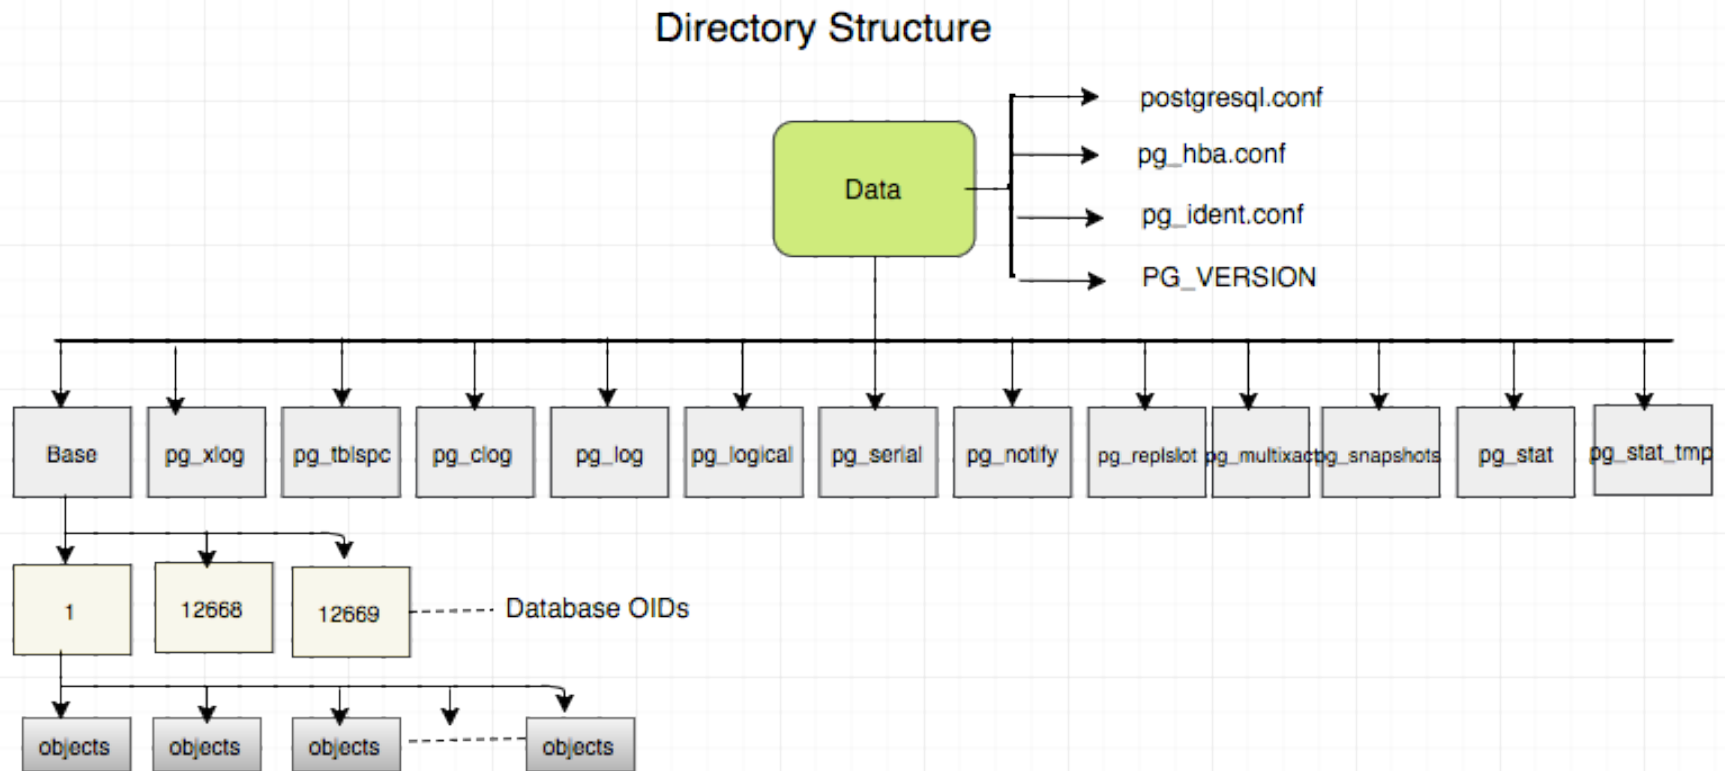 Directory Structure
postgresql.conf
pg_hba.conf
Data
pg_ident.conf
PG_VERSION
Base
pg_xlog
pg_tblspc
pg_clog
pg_log
pg_logical
pg_serial
pg_notify
pg_replslot
pg_multixact
pg_snapshots
pg_stat
pg_stat_tmp
1
12668
12669
Database OIDs
objects
objects
objects
objects